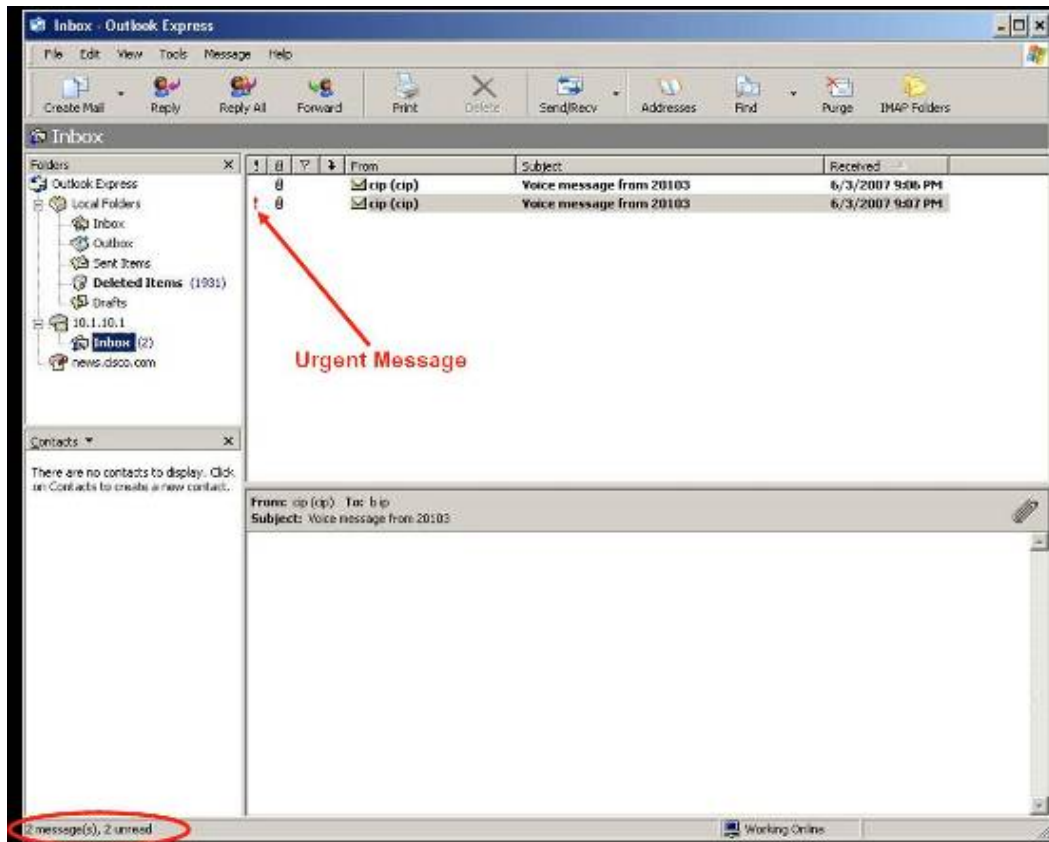 Inbox - Outlook Express
File Edit View Tools Message Help
Create Mail Reply Reply All Forward Print Delete Send/Recv Addresses Find Purge IMAP Folders
Inbox
Folders
! From Subject Received
Outlook Express
cip (cip) Voice message from 20103 6/3/2007 9:06 PM
Local Folders
! cip (cip) Voice message from 20103 6/3/2007 9:07 PM
Inbox
Outbox
Sent Items
Deleted Items (1931)
Drafts
10.1.10.1
Inbox (2)
news.cisco.com
Urgent Message
Contacts
There are no contacts to display. Click
on Contacts to create a new contact.
From: cip (cip) To: bip
Subject: Voice message from 20103
2 message(s), 2 unread
Working Online